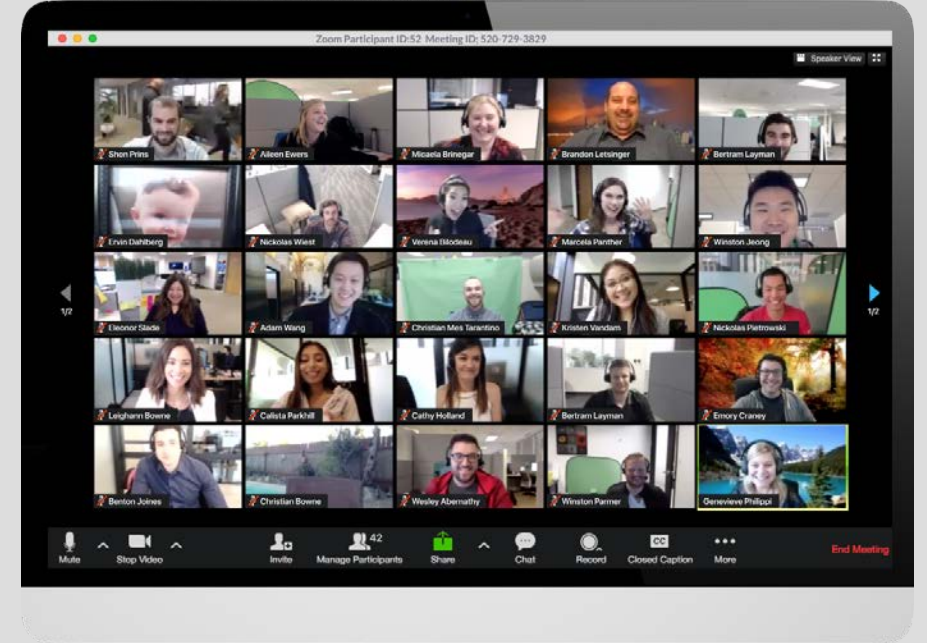 Zoom Participant ID:52 Meeting ID; 520-729-3829
Speaker View
Shon Prins
Aileen Ewers
Micaela Brinegar
Brandon Letsinger
Bertram Layman
Ervin Dahlberg
Nickolas Wiest
Verena Bilodeau
Marcela Panther
Winston Jeong
Eleonor Slade
Adam Wang
Christian Mes Tarantino
Kristen Vandam
Nickolas Pietrowski
1/2
1/2
Leighann Bowne
Calista Parkhill
Cathy Holland
Bertram Layman
Emory Craney
Benton Joines
Christian Bowne
Wesley Abernathy
Winston Parmer
Genevieve Philippi
Mute
Stop Video
Invite
42
Manage Participants
Share
Chat
Record
CC
Closed Caption
More
End Meeting